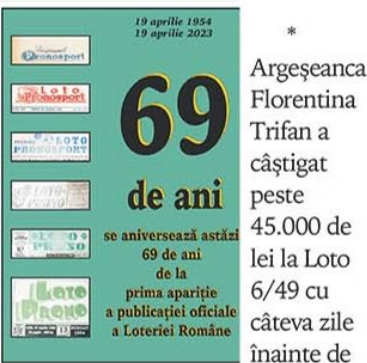 19 aprilie 1954
19 aprilie 2023
Pronosport
Loto
Pronosport
LOTO
PRONOSPORT
LOTO
PRONO
LOTO
PRONO
Loto
Prono
69
de ani
se aniversează astăzi
69 de ani
de la
prima apariție
a publicației oficiale
a Loteriei Române
*
Argeşeanca
Florentina
Trifan a
câştigat
peste
45.000 de
lei la Loto
6/49 cu
câteva zile
înainte de